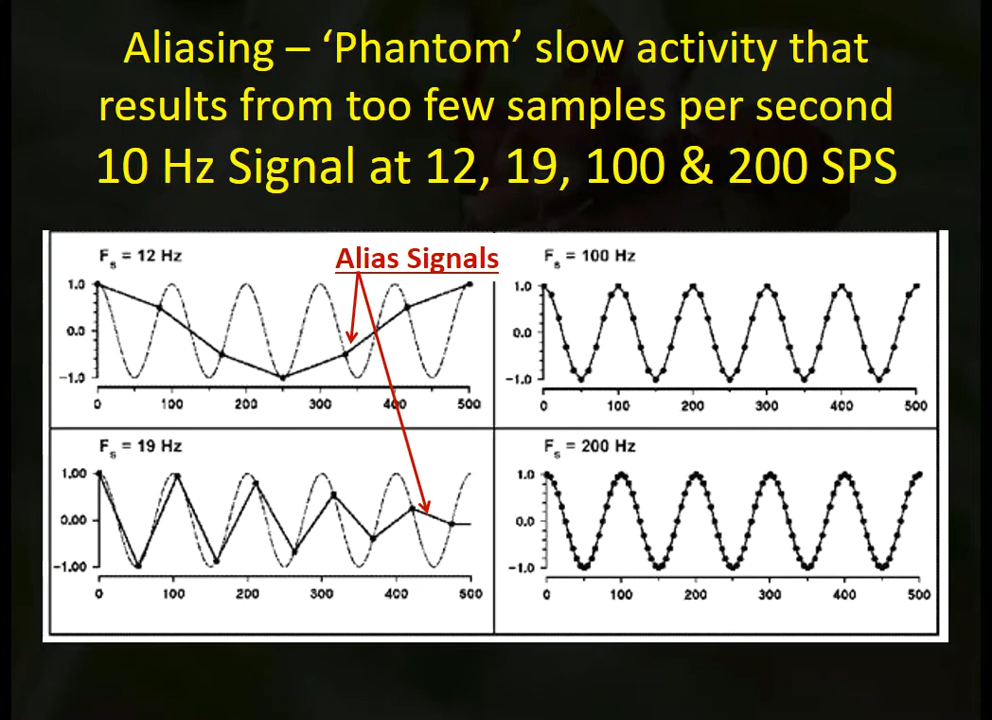 Aliasing – ‘Phantom’ slow activity that
results from too few samples per second
10 Hz Signal at 12, 19, 100 & 200 SPS
Fs = 12 Hz
Alias Signals
1.0
0.0
−1.0
0 100 200 300 400 500
Fs = 100 Hz
1.0
0.0
−1.0
0 100 200 300 400 500
Fs = 19 Hz
1.00
0.00
−1.00
0 100 200 300 400 500
Fs = 200 Hz
1.0
0.0
−1.0
0 100 200 300 400 500